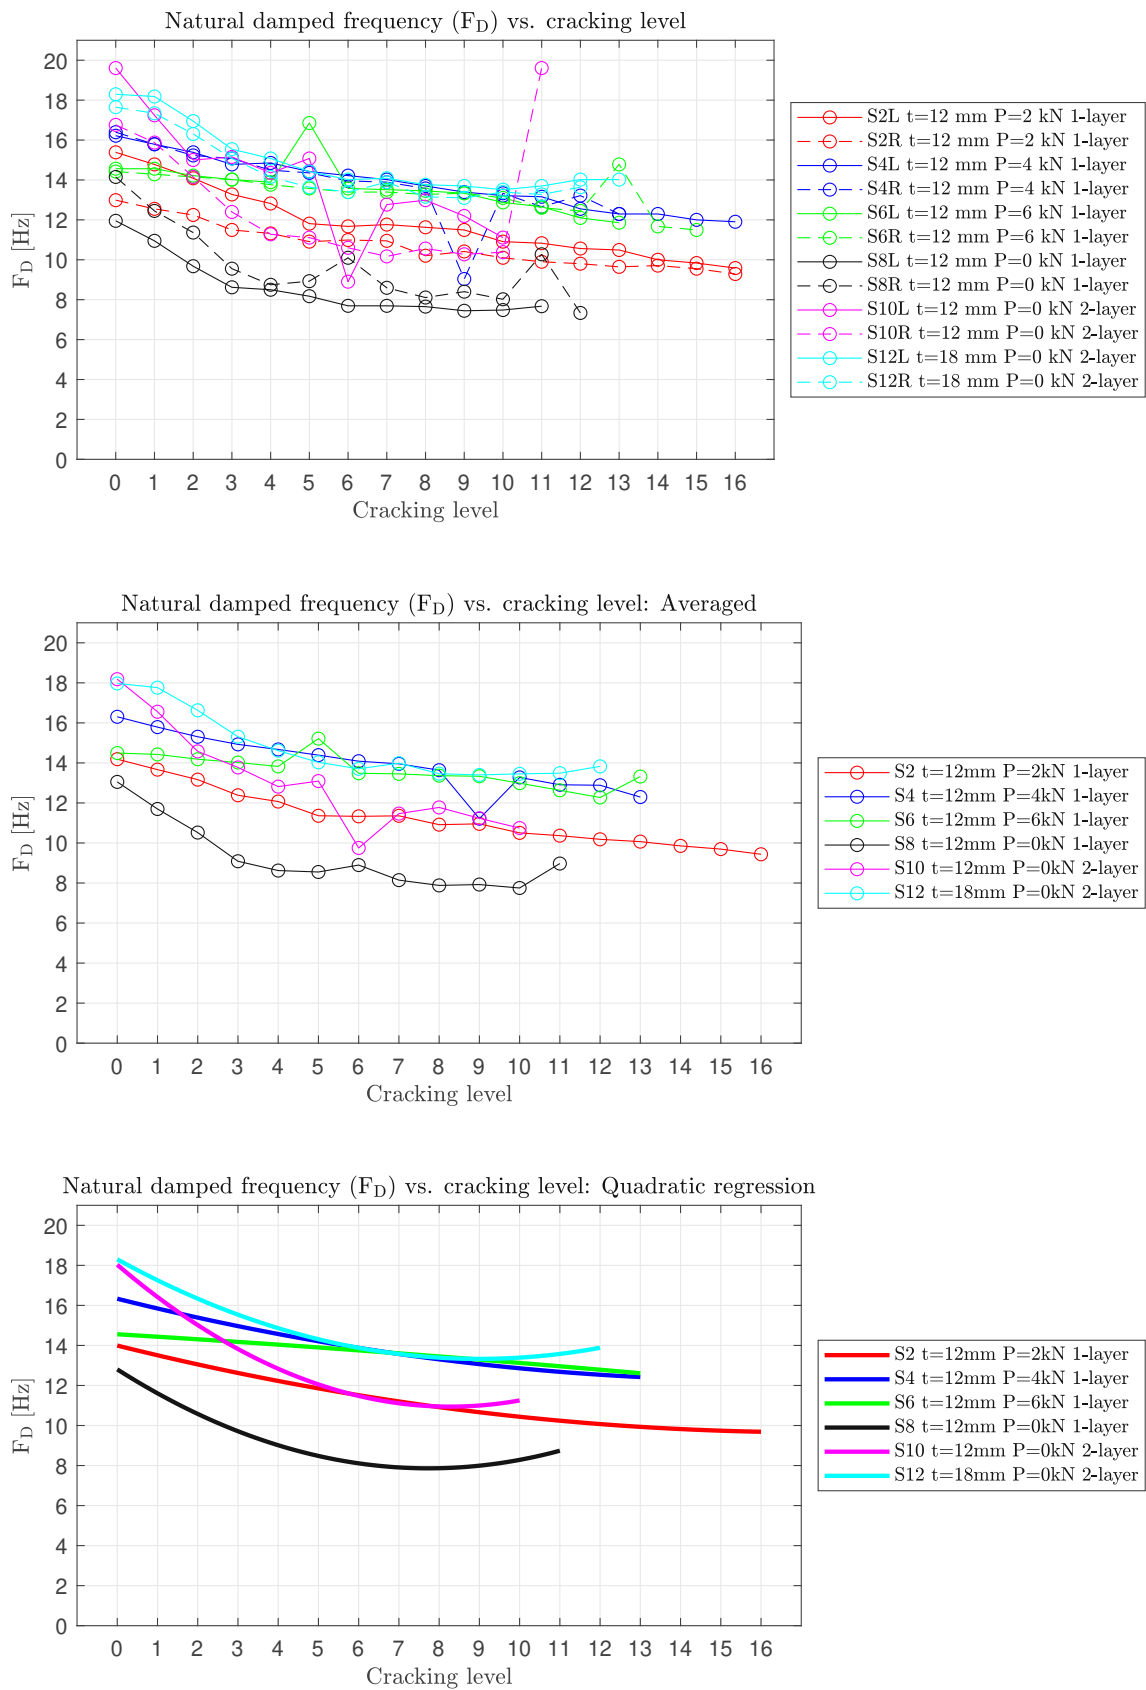 Natural damped frequency (F_D) vs. cracking level
20
18
16
14
12
10
8
6
4
2
0
F_D [Hz]
0 1 2 3 4 5 6 7 8 9 10 11 12 13 14 15 16
Cracking level
S2L t=12 mm P=2 kN 1-layer
S2R t=12 mm P=2 kN 1-layer
S4L t=12 mm P=4 kN 1-layer
S4R t=12 mm P=4 kN 1-layer
S6L t=12 mm P=6 kN 1-layer
S6R t=12 mm P=6 kN 1-layer
S8L t=12 mm P=0 kN 1-layer
S8R t=12 mm P=0 kN 1-layer
S10L t=12 mm P=0 kN 2-layer
S10R t=12 mm P=0 kN 2-layer
S12L t=18 mm P=0 kN 2-layer
S12R t=18 mm P=0 kN 2-layer
Natural damped frequency (F_D) vs. cracking level: Averaged
20
18
16
14
12
10
8
6
4
2
0
F_D [Hz]
0 1 2 3 4 5 6 7 8 9 10 11 12 13 14 15 16
Cracking level
S2 t=12mm P=2kN 1-layer
S4 t=12mm P=4kN 1-layer
S6 t=12mm P=6kN 1-layer
S8 t=12mm P=0kN 1-layer
S10 t=12mm P=0kN 2-layer
S12 t=18mm P=0kN 2-layer
Natural damped frequency (F_D) vs. cracking level: Quadratic regression
20
18
16
14
12
10
8
6
4
2
0
F_D [Hz]
0 1 2 3 4 5 6 7 8 9 10 11 12 13 14 15 16
Cracking level
S2 t=12mm P=2kN 1-layer
S4 t=12mm P=4kN 1-layer
S6 t=12mm P=6kN 1-layer
S8 t=12mm P=0kN 1-layer
S10 t=12mm P=0kN 2-layer
S12 t=18mm P=0kN 2-layer